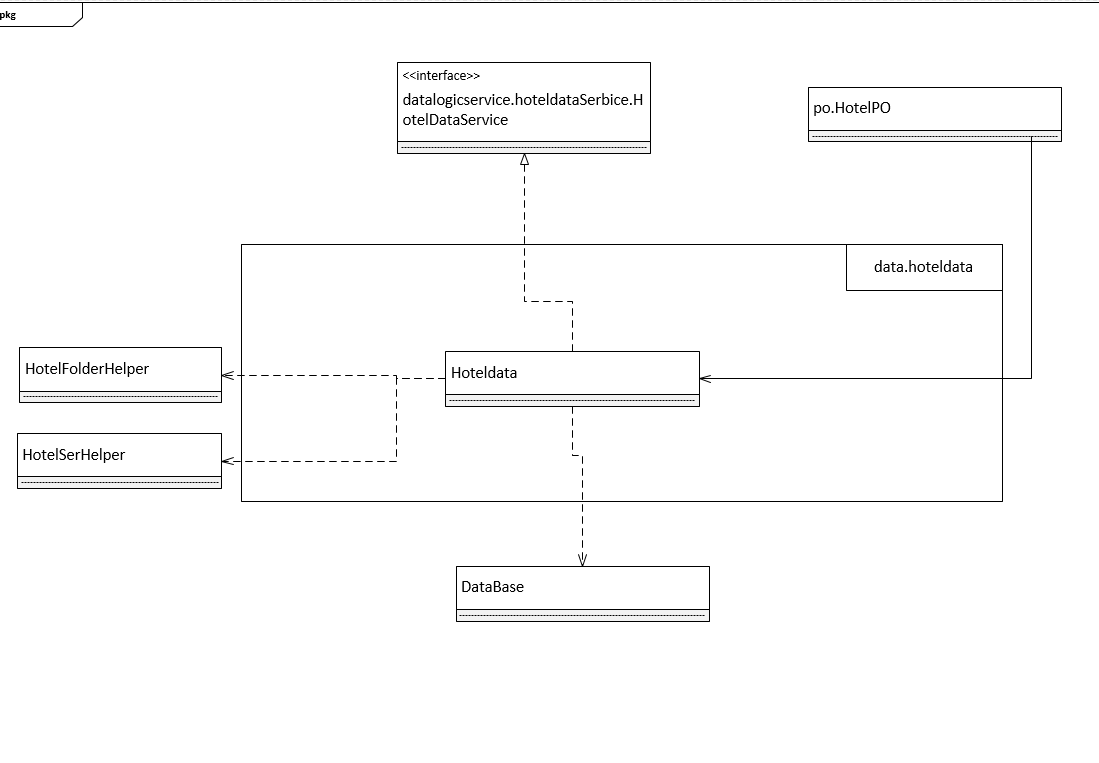 pkg
<<interface>>
datalogicservice.hoteldataSerbice.H
otelDataService
po.HotelPO
data.hoteldata
HotelFolderHelper
Hoteldata
HotelSerHelper
DataBase